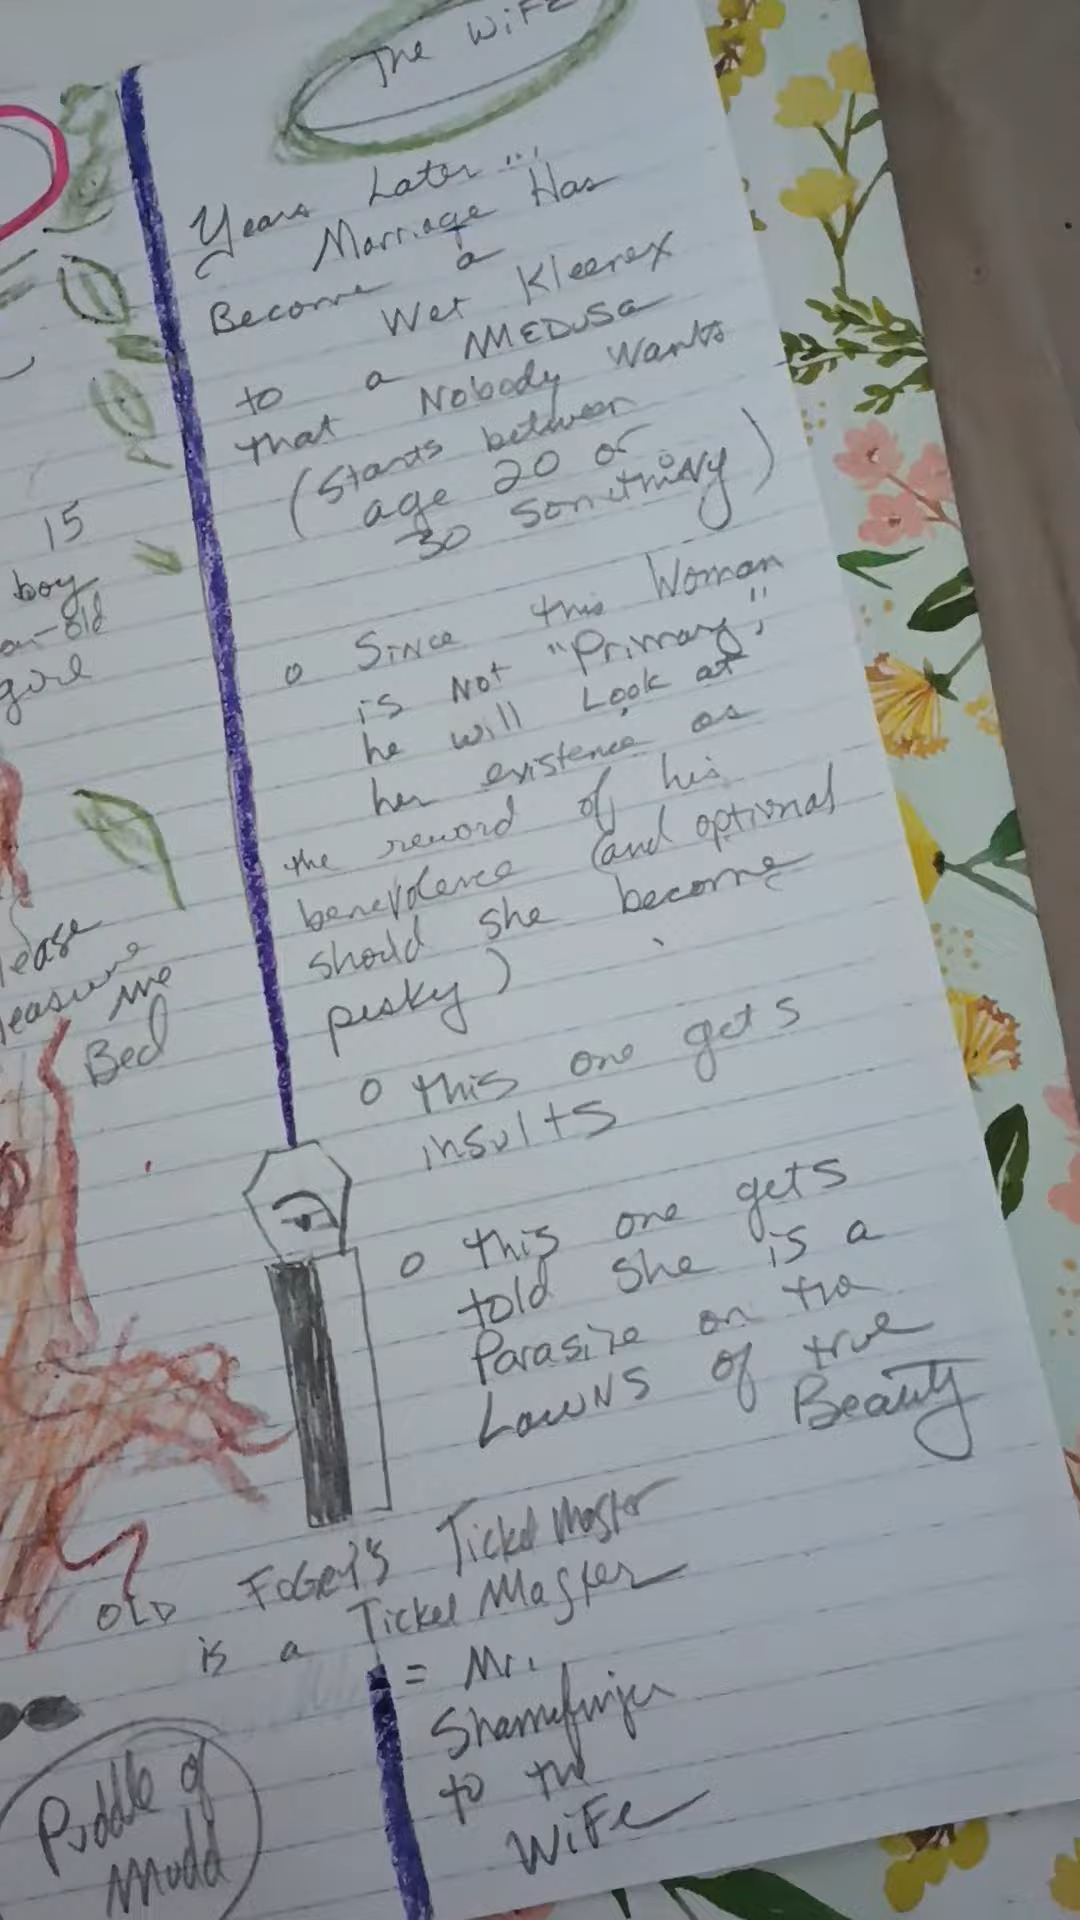 The WiFE
Years Later...
Marriage Has
Become a
Wet Kleenex
to a MEDUSA
that Nobody Wants
(Starts between
age 20 or
30 Somithing)
o Since this Woman
is Not "Primary,"
he will Look at
her existence as
the reword of his
benevolence (and optional
should she become
pesky)
o this one gets
insults
o this one gets
told she is a
Parasite on the
Lawns of true
Beauty
15
boy
girl
me
Bed
OLD FOGEY'S Tickel Master
is a Tickel Master
= Mr.
Shamefinger
to the
WiFe
Puddle of
Mudd